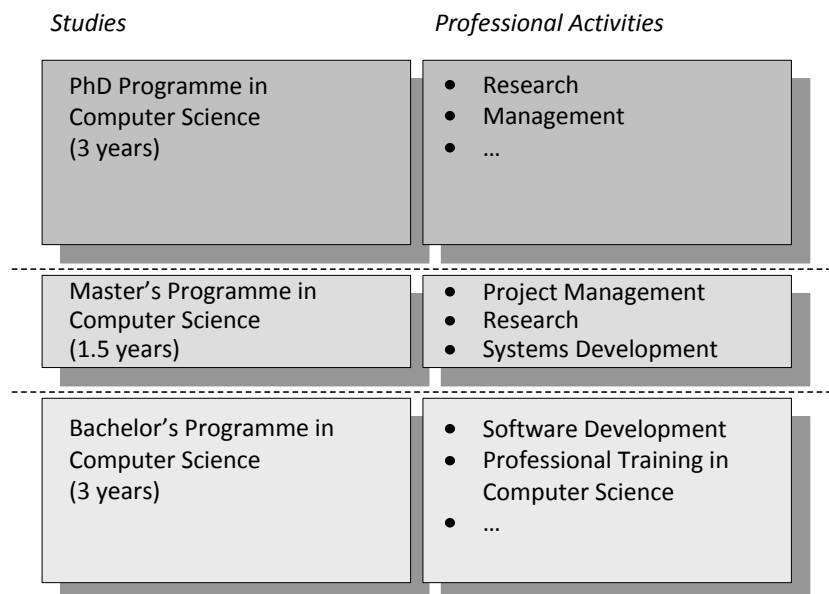 Studies
Professional Activities
PhD Programme in
Computer Science
(3 years)
• Research
• Management
• …
Master’s Programme in
Computer Science
(1.5 years)
• Project Management
• Research
• Systems Development
Bachelor’s Programme in
Computer Science
(3 years)
• Software Development
• Professional Training in
Computer Science
• …